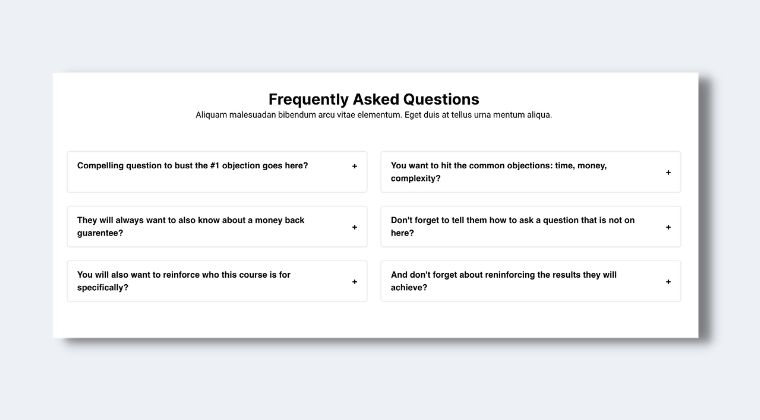 Frequently Asked Questions
Aliquam malesuadan bibendum arcu vitae elementum. Eget duis at tellus urna mentum aliqua.
Compelling question to bust the #1 objection goes here?
+
You want to hit the common objections: time, money,
complexity?
+
They will always want to also know about a money back
guarentee?
+
Don't forget to tell them how to ask a question that is not on
here?
+
You will also want to reinforce who this course is for
specifically?
+
And don't forget about reninforcing the results they will
achieve?
+